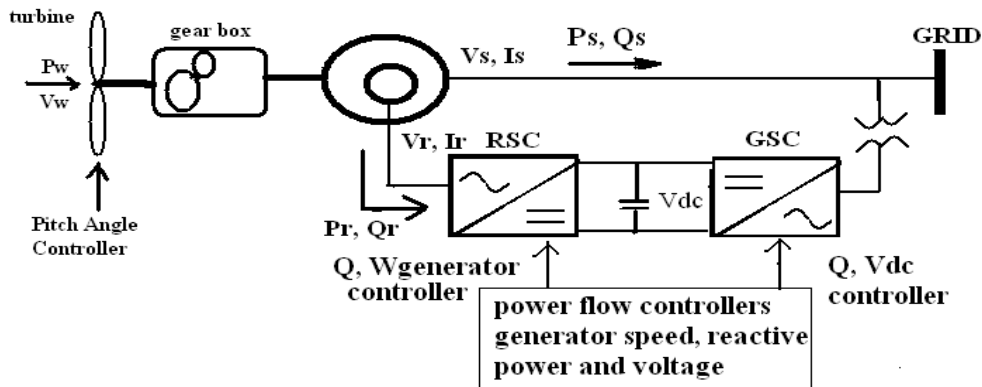 turbine
gear box
Ps, Qs
GRID
Vs, Is
Pw
Vw
Vr, Ir
RSC
GSC
Vdc
Pitch Angle
Controller
Pr, Qr
Q, Wgenerator
controller
Q, Vdc
controller
power flow controllers
generator speed, reactive
power and voltage